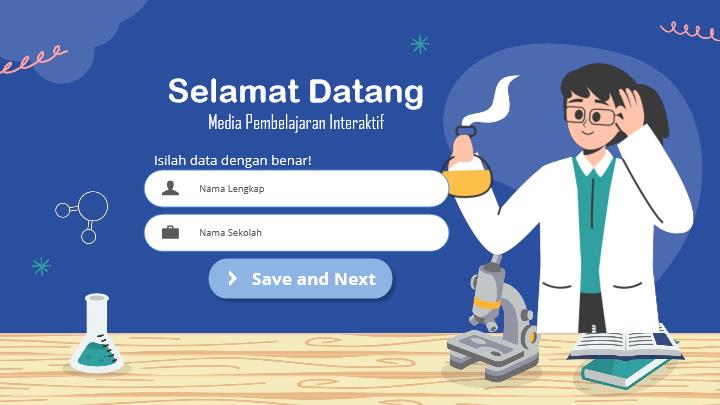 Selamat Datang
Media Pembelajaran Interaktif
Isilah data dengan benar!
Nama Lengkap
Nama Sekolah
Save and Next